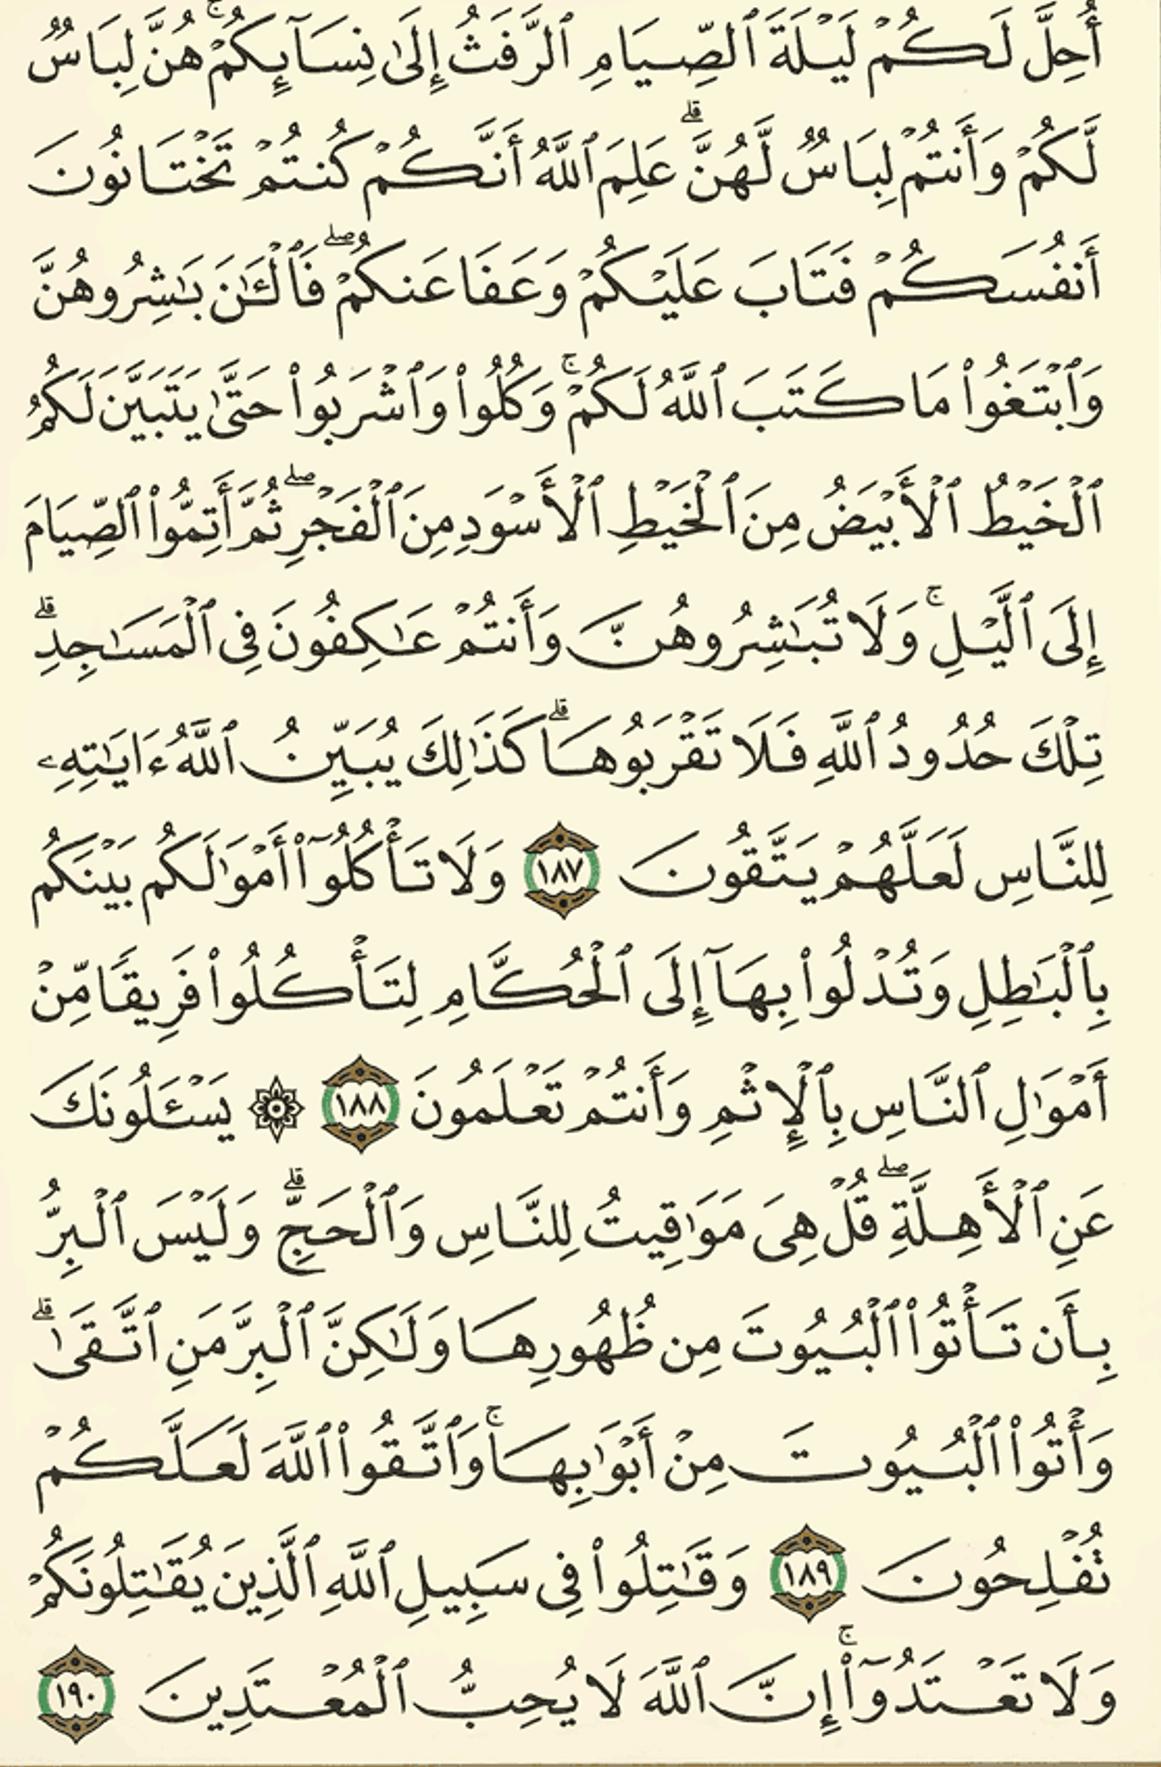 أُحِلَّ لَكُمْ لَيْلَةَ ٱلصِّيَامِ ٱلرَّفَثُ إِلَىٰ نِسَآئِكُمْۚ هُنَّ لِبَاسٌ
لَّكُمْ وَأَنتُمْ لِبَاسٌ لَّهُنَّۗ عَلِمَ ٱللَّهُ أَنَّكُمْ كُنتُمْ تَخْتَانُونَ
أَنفُسَكُمْ فَتَابَ عَلَيْكُمْ وَعَفَا عَنكُمْۖ فَٱلْـَٰٔنَ بَـٰشِرُوهُنَّ
وَٱبْتَغُوا۟ مَا كَتَبَ ٱللَّهُ لَكُمْۚ وَكُلُوا۟ وَٱشْرَبُوا۟ حَتَّىٰ يَتَبَيَّنَ لَكُمُ
ٱلْخَيْطُ ٱلْأَبْيَضُ مِنَ ٱلْخَيْطِ ٱلْأَسْوَدِ مِنَ ٱلْفَجْرِۖ ثُمَّ أَتِمُّوا۟ ٱلصِّيَامَ
إِلَى ٱلَّيْلِۚ وَلَا تُبَـٰشِرُوهُنَّ وَأَنتُمْ عَـٰكِفُونَ فِى ٱلْمَسَـٰجِدِۗ
تِلْكَ حُدُودُ ٱللَّهِ فَلَا تَقْرَبُوهَاۗ كَذَٰلِكَ يُبَيِّنُ ٱللَّهُ ءَايَـٰتِهِۦ
لِلنَّاسِ لَعَلَّهُمْ يَتَّقُونَ ١٨٧ وَلَا تَأْكُلُوٓا۟ أَمْوَٰلَكُم بَيْنَكُم
بِٱلْبَـٰطِلِ وَتُدْلُوا۟ بِهَآ إِلَى ٱلْحُكَّامِ لِتَأْكُلُوا۟ فَرِيقًا مِّنْ
أَمْوَٰلِ ٱلنَّاسِ بِٱلْإِثْمِ وَأَنتُمْ تَعْلَمُونَ ١٨٨ ۞ يَسْـَٔلُونَكَ
عَنِ ٱلْأَهِلَّةِۖ قُلْ هِىَ مَوَٰقِيتُ لِلنَّاسِ وَٱلْحَجِّۗ وَلَيْسَ ٱلْبِرُّ
بِأَن تَأْتُوا۟ ٱلْبُيُوتَ مِن ظُهُورِهَا وَلَـٰكِنَّ ٱلْبِرَّ مَنِ ٱتَّقَىٰۗ
وَأْتُوا۟ ٱلْبُيُوتَ مِنْ أَبْوَٰبِهَاۚ وَٱتَّقُوا۟ ٱللَّهَ لَعَلَّكُمْ
تُفْلِحُونَ ١٨٩ وَقَـٰتِلُوا۟ فِى سَبِيلِ ٱللَّهِ ٱلَّذِينَ يُقَـٰتِلُونَكُمْ
وَلَا تَعْتَدُوٓا۟ۚ إِنَّ ٱللَّهَ لَا يُحِبُّ ٱلْمُعْتَدِينَ ١٩٠